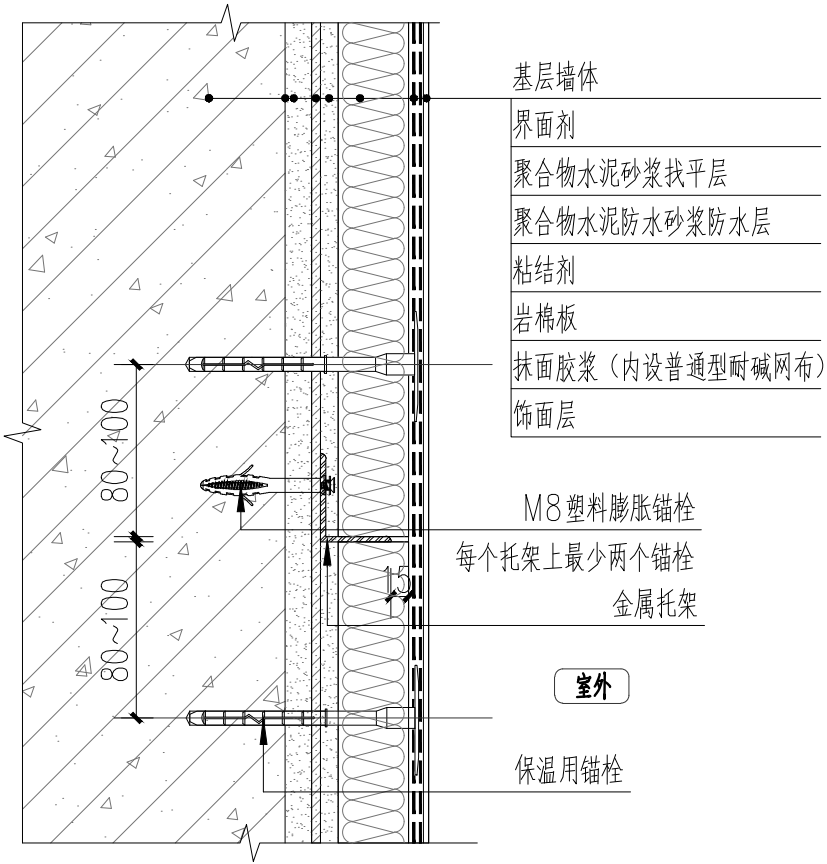 基层墙体
界面剂
聚合物水泥砂浆找平层
聚合物水泥防水砂浆防水层
粘结剂
岩棉板
抹面胶浆（内设普通型耐碱网布）
饰面层
80~100
M8塑料膨胀锚栓
每个托架上最少两个锚栓
15
金属托架
80~100
室外
保温用锚栓